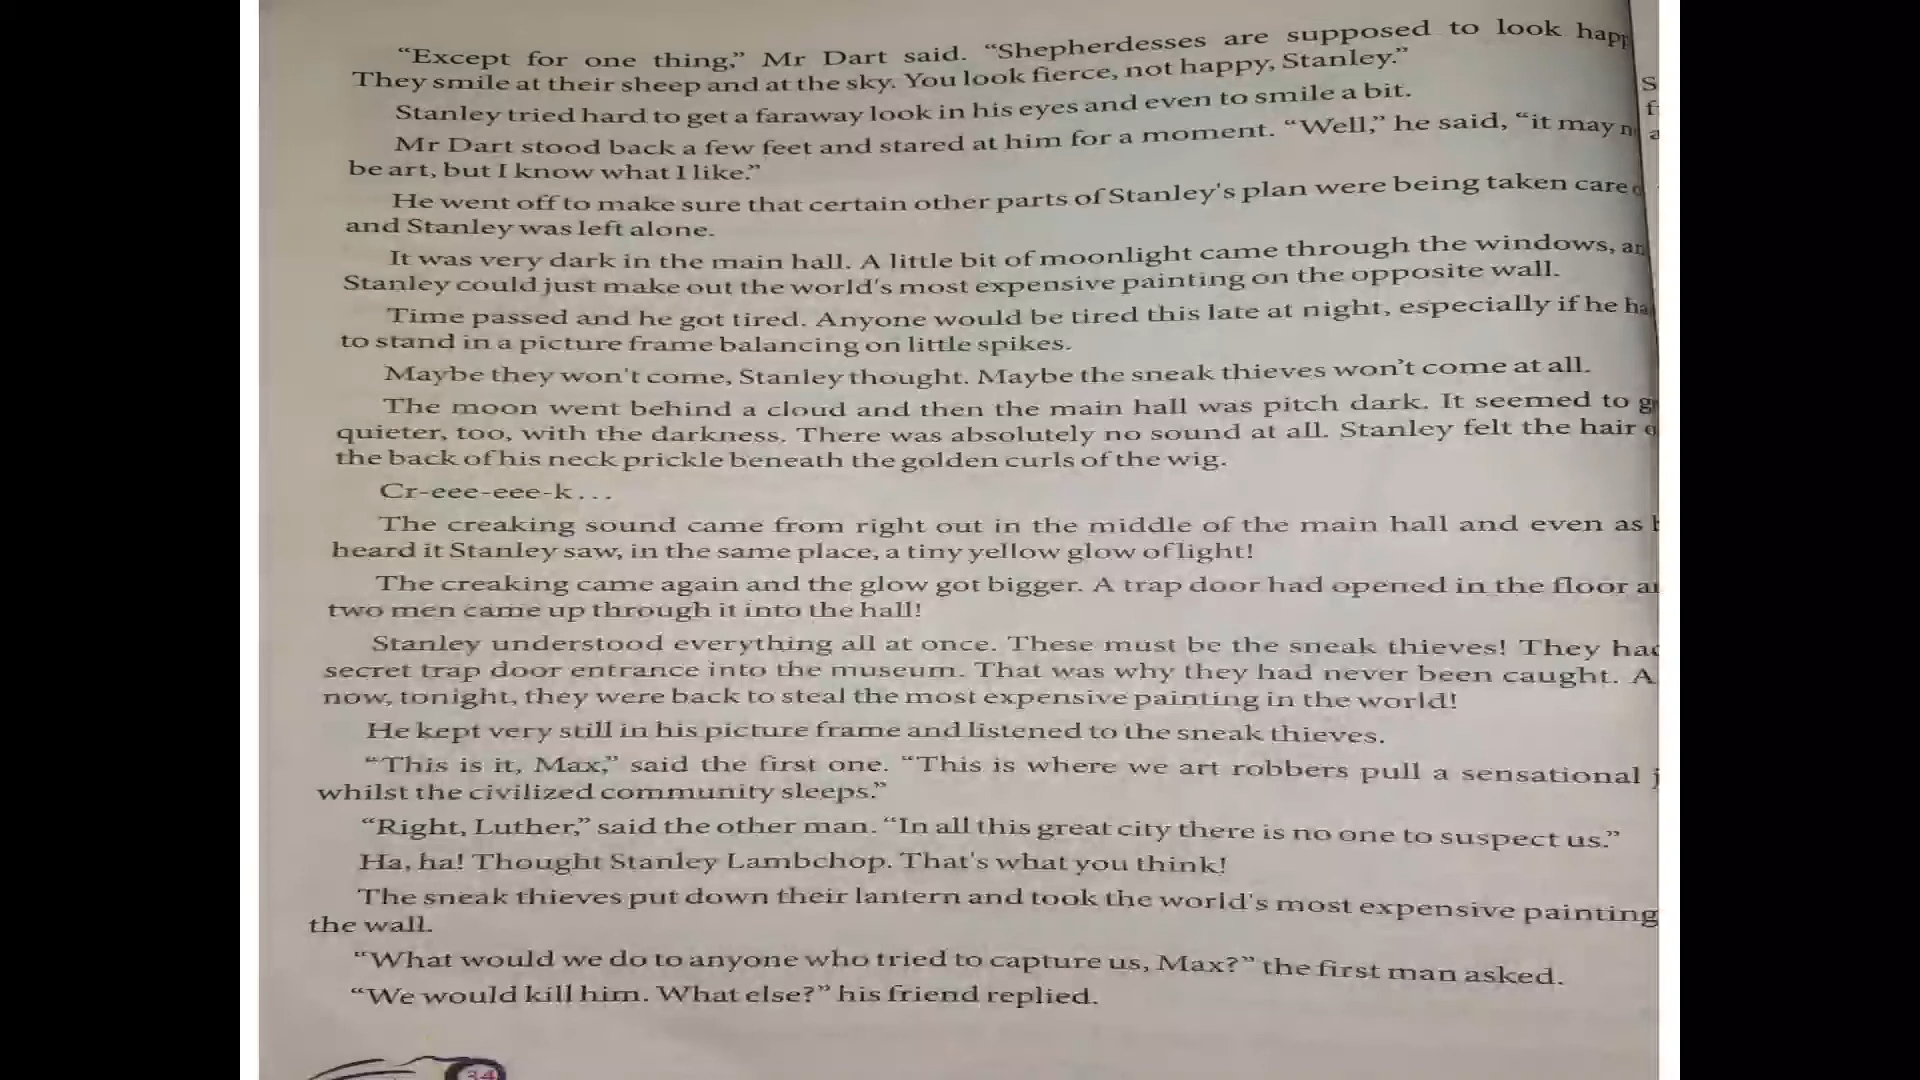 “Except for one thing,” Mr Dart said. “Shepherdesses are supposed to look happ
They smile at their sheep and at the sky. You look fierce, not happy, Stanley.”
Stanley tried hard to get a faraway look in his eyes and even to smile a bit.
Mr Dart stood back a few feet and stared at him for a moment. “Well,” he said, “it may n
be art, but I know what I like.”
He went off to make sure that certain other parts of Stanley's plan were being taken care
and Stanley was left alone.
It was very dark in the main hall. A little bit of moonlight came through the windows, an
Stanley could just make out the world's most expensive painting on the opposite wall.
Time passed and he got tired. Anyone would be tired this late at night, especially if he ha
to stand in a picture frame balancing on little spikes.
Maybe they won't come, Stanley thought. Maybe the sneak thieves won’t come at all.
The moon went behind a cloud and then the main hall was pitch dark. It seemed to g
quieter, too, with the darkness. There was absolutely no sound at all. Stanley felt the hair o
the back of his neck prickle beneath the golden curls of the wig.
Cr-eee-eee-k...
The creaking sound came from right out in the middle of the main hall and even as h
heard it Stanley saw, in the same place, a tiny yellow glow of light!
The creaking came again and the glow got bigger. A trap door had opened in the floor a
two men came up through it into the hall!
Stanley understood everything all at once. These must be the sneak thieves! They had
secret trap door entrance into the museum. That was why they had never been caught. A
now, tonight, they were back to steal the most expensive painting in the world!
He kept very still in his picture frame and listened to the sneak thieves.
“This is it, Max,” said the first one. “This is where we art robbers pull a sensational j
whilst the civilized community sleeps.”
“Right, Luther,” said the other man. “In all this great city there is no one to suspect us.”
Ha, ha! Thought Stanley Lambchop. That's what you think!
The sneak thieves put down their lantern and took the world's most expensive painting
the wall.
“What would we do to anyone who tried to capture us, Max?” the first man asked.
“We would kill him. What else?” his friend replied.
34